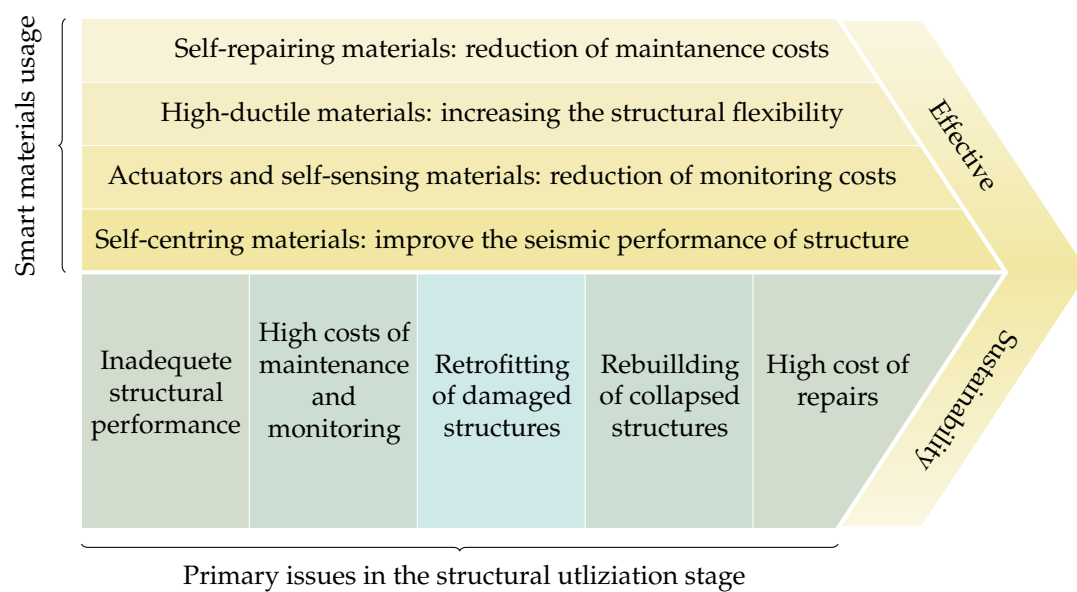 Smart materials usage
Self-repairing materials: reduction of maintanence costs
High-ductile materials: increasing the structural flexibility
Actuators and self-sensing materials: reduction of monitoring costs
Self-centring materials: improve the seismic performance of structure
Effective
Sustainability
Inadequete
structural
performance
High costs of
maintenance
and
monitoring
Retrofitting
of damaged
structures
Rebuillding
of collapsed
structures
High cost of
repairs
Primary issues in the structural utliziation stage